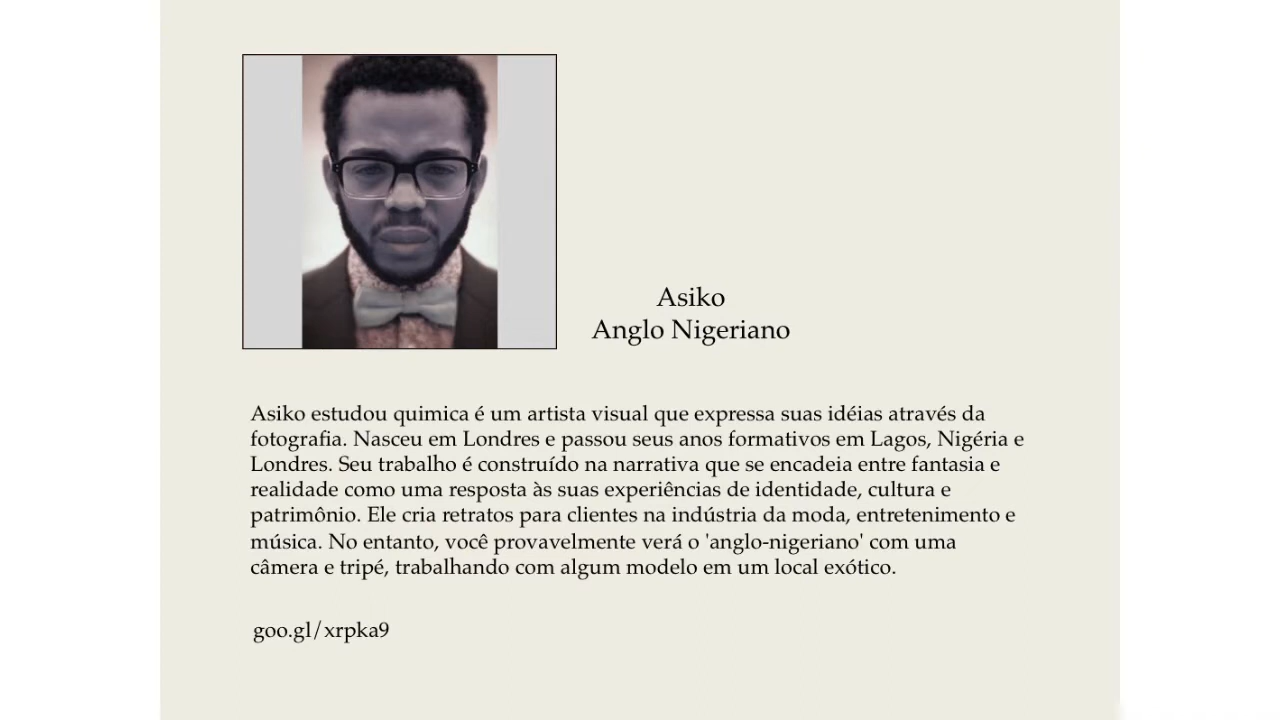 Asiko
Anglo Nigeriano
Asiko estudou quimica é um artista visual que expressa suas idéias através da
fotografia. Nasceu em Londres e passou seus anos formativos em Lagos, Nigéria e
Londres. Seu trabalho é construído na narrativa que se encadeia entre fantasia e
realidade como uma resposta às suas experiências de identidade, cultura e
patrimônio. Ele cria retratos para clientes na indústria da moda, entretenimento e
música. No entanto, você provavelmente verá o 'anglo-nigeriano' com uma
câmera e tripé, trabalhando com algum modelo em um local exótico.
goo.gl/xrpka9